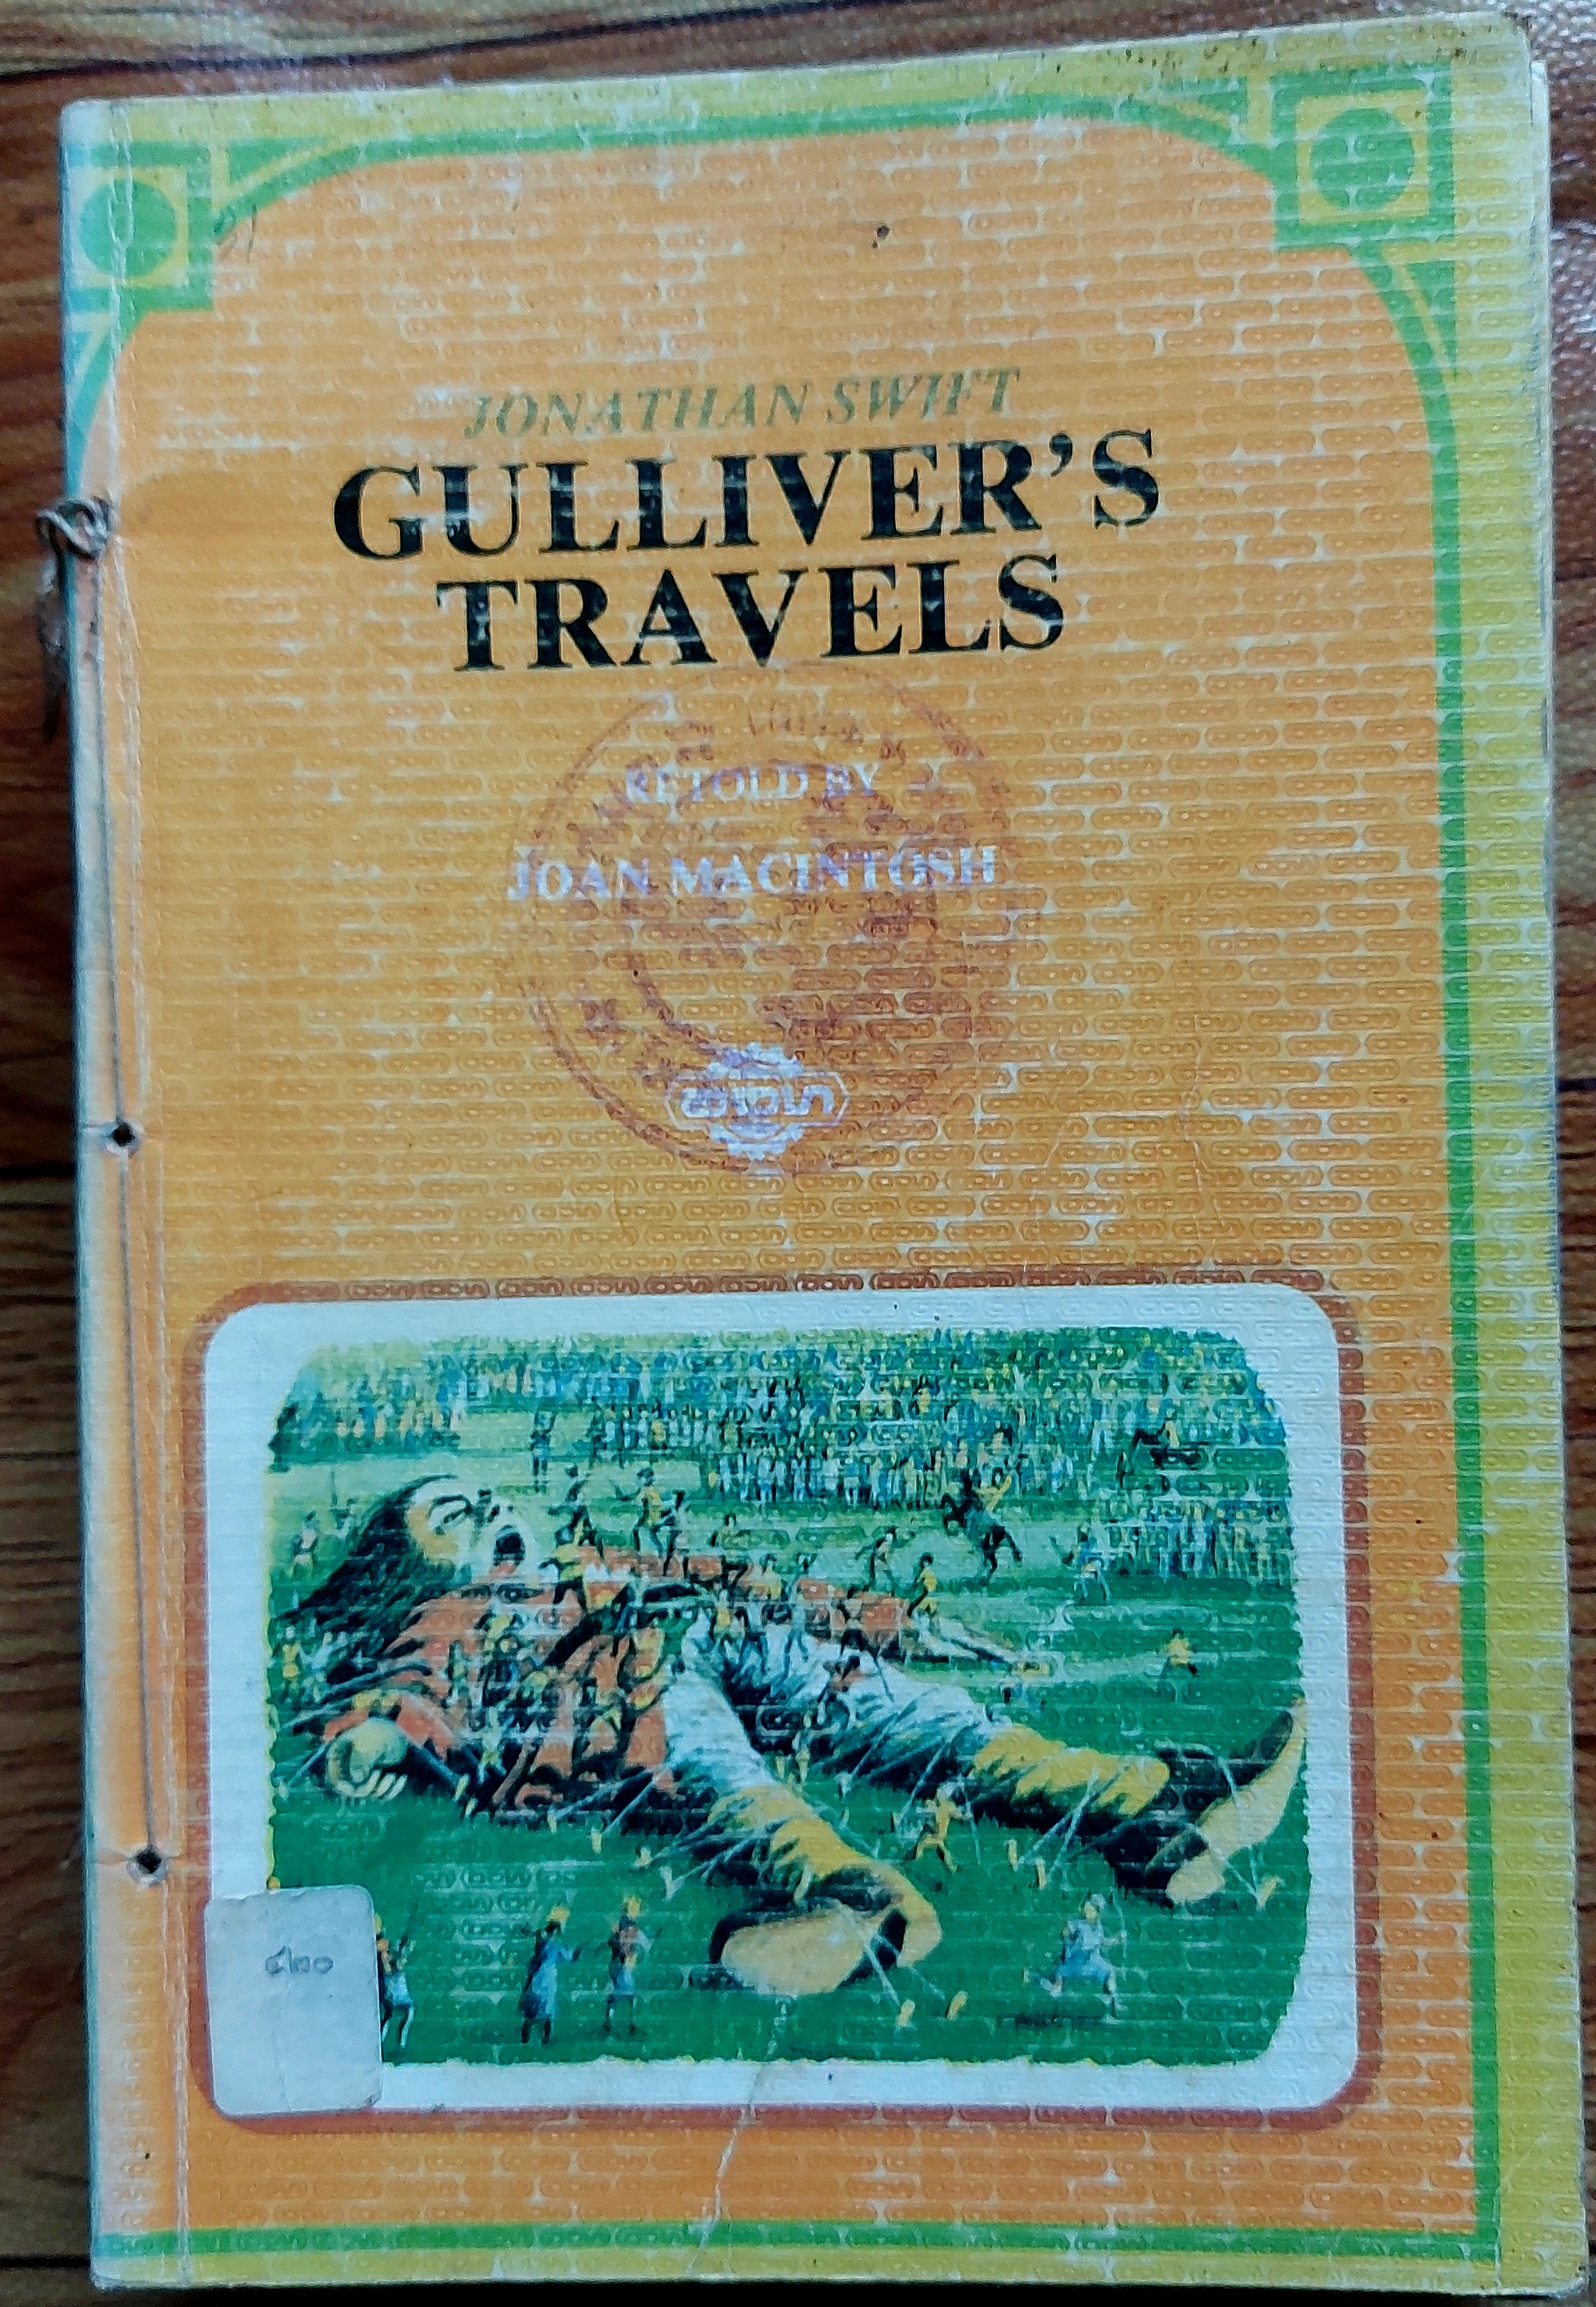 JONATHAN SWIFT
GULLIVER'S
TRAVELS
RETOLD BY
JOAN MACINTOSH